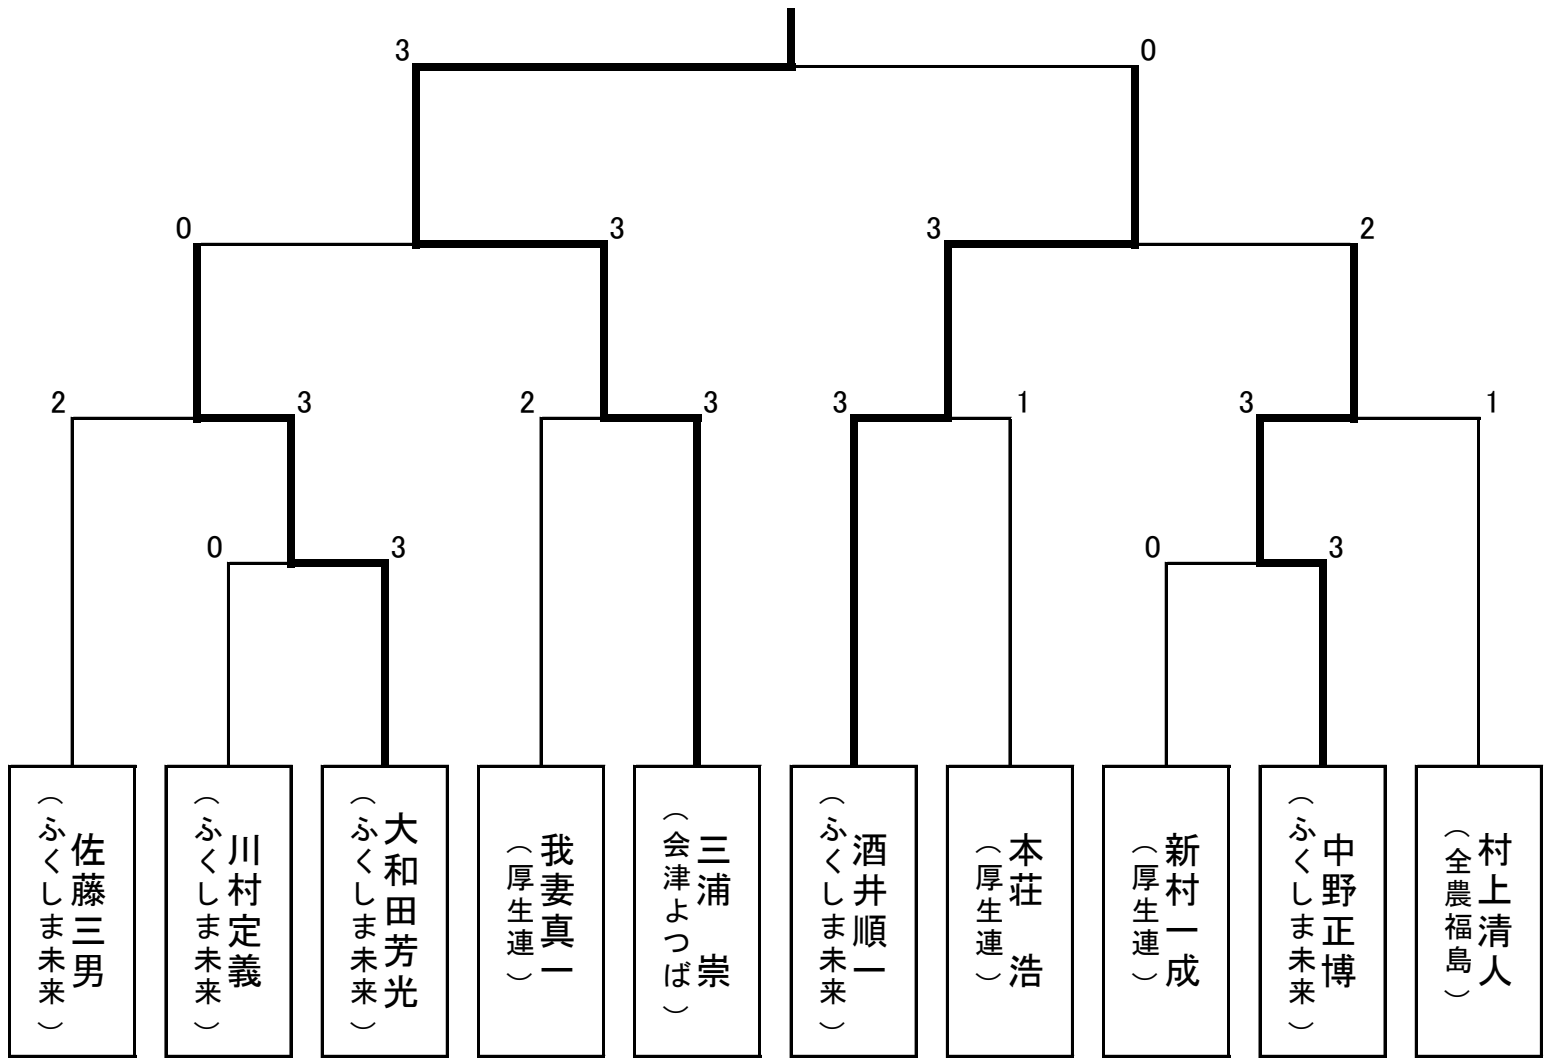 3
0
0
3
3
2
2
3
2
3
3
1
3
1
0
3
0
3
佐藤三男
（ふくしま未来）
川村定義
（ふくしま未来）
大和田芳光
（ふくしま未来）
我妻真一
（厚生連）
三浦　崇
（会津よつば）
酒井順一
（ふくしま未来）
本荘　浩
（厚生連）
新村一成
（厚生連）
中野正博
（ふくしま未来）
村上清人
（全農福島）